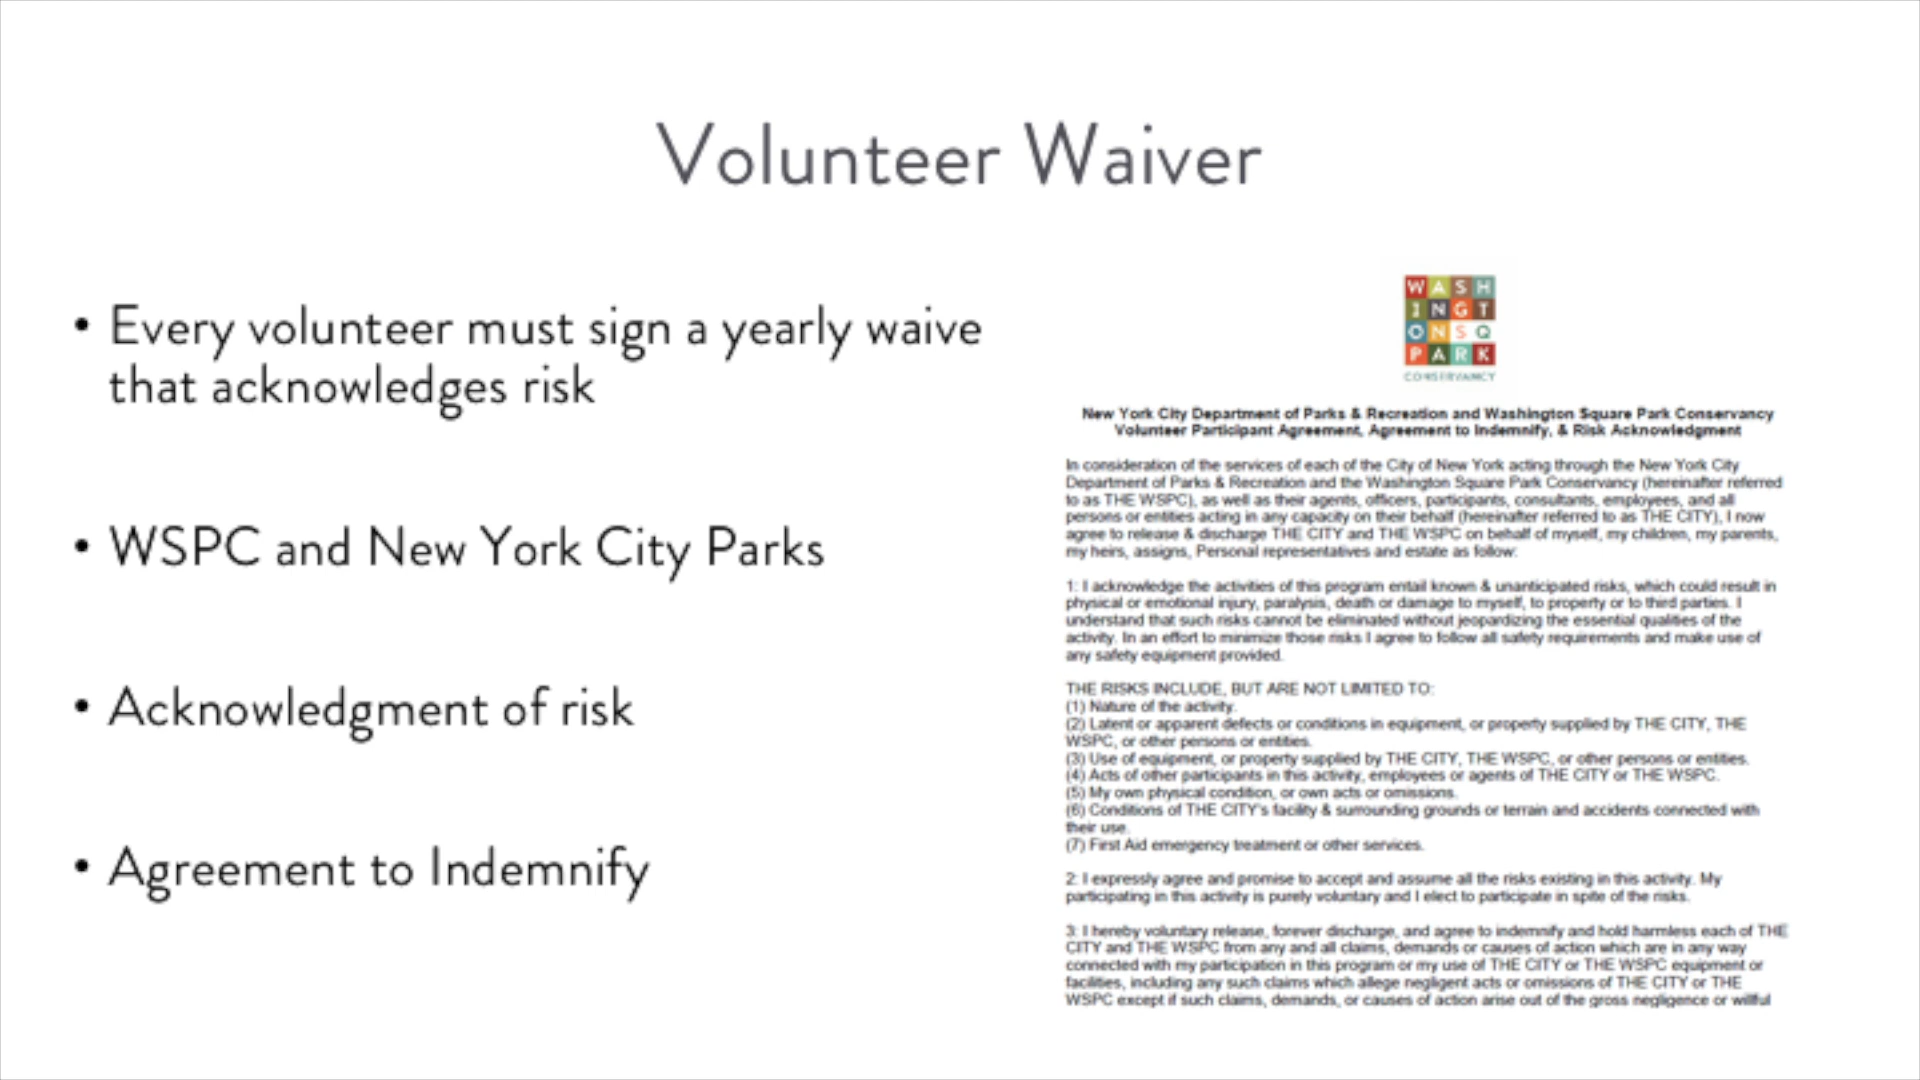 Volunteer Waiver
• Every volunteer must sign a yearly waive
that acknowledges risk
• WSPC and New York City Parks
• Acknowledgment of risk
• Agreement to Indemnify
WASH
INGT
ONSQ
PARK
CONSERVANCY
New York City Department of Parks & Recreation and Washington Square Park Conservancy
Volunteer Participant Agreement, Agreement to Indemnify, & Risk Acknowledgment
In consideration of the services of each of the City of New York acting through the New York City
Department of Parks & Recreation and the Washington Square Park Conservancy (hereinafter referred
to as THE WSPC), as well as their agents, officers, participants, consultants, employees, and all
persons or entities acting in any capacity on their behalf (hereinafter referred to as THE CITY), I now
agree to release & discharge THE CITY and THE WSPC on behalf of myself, my children, my parents,
my heirs, assigns, Personal representatives and estate as follow:
1: I acknowledge the activities of this program entail known & unanticipated risks, which could result in
physical or emotional injury, paralysis, death or damage to myself, to property or to third parties. I
understand that such risks cannot be eliminated without jeopardizing the essential qualities of the
activity. In an effort to minimize those risks I agree to follow all safety requirements and make use of
any safety equipment provided.
THE RISKS INCLUDE, BUT ARE NOT LIMITED TO:
(1) Nature of the activity.
(2) Latent or apparent defects or conditions in equipment, or property supplied by THE CITY, THE
WSPC, or other persons or entities.
(3) Use of equipment, or property supplied by THE CITY, THE WSPC, or other persons or entities.
(4) Acts of other participants in this activity, employees or agents of THE CITY or THE WSPC.
(5) My own physical condition, or own acts or omissions.
(6) Conditions of THE CITY's facility & surrounding grounds or terrain and accidents connected with
their use.
(7) First Aid emergency treatment or other services.
2: I expressly agree and promise to accept and assume all the risks existing in this activity. My
participating in this activity is purely voluntary and I elect to participate in spite of the risks.
3: I hereby voluntary release, forever discharge, and agree to indemnify and hold harmless each of THE
CITY and THE WSPC from any and all claims, demands or causes of action which are in any way
connected with my participation in this program or my use of THE CITY or THE WSPC equipment or
facilities, including any such claims which allege negligent acts or omissions of THE CITY or THE
WSPC except if such claims, demands, or causes of action arise out of the gross negligence or willful